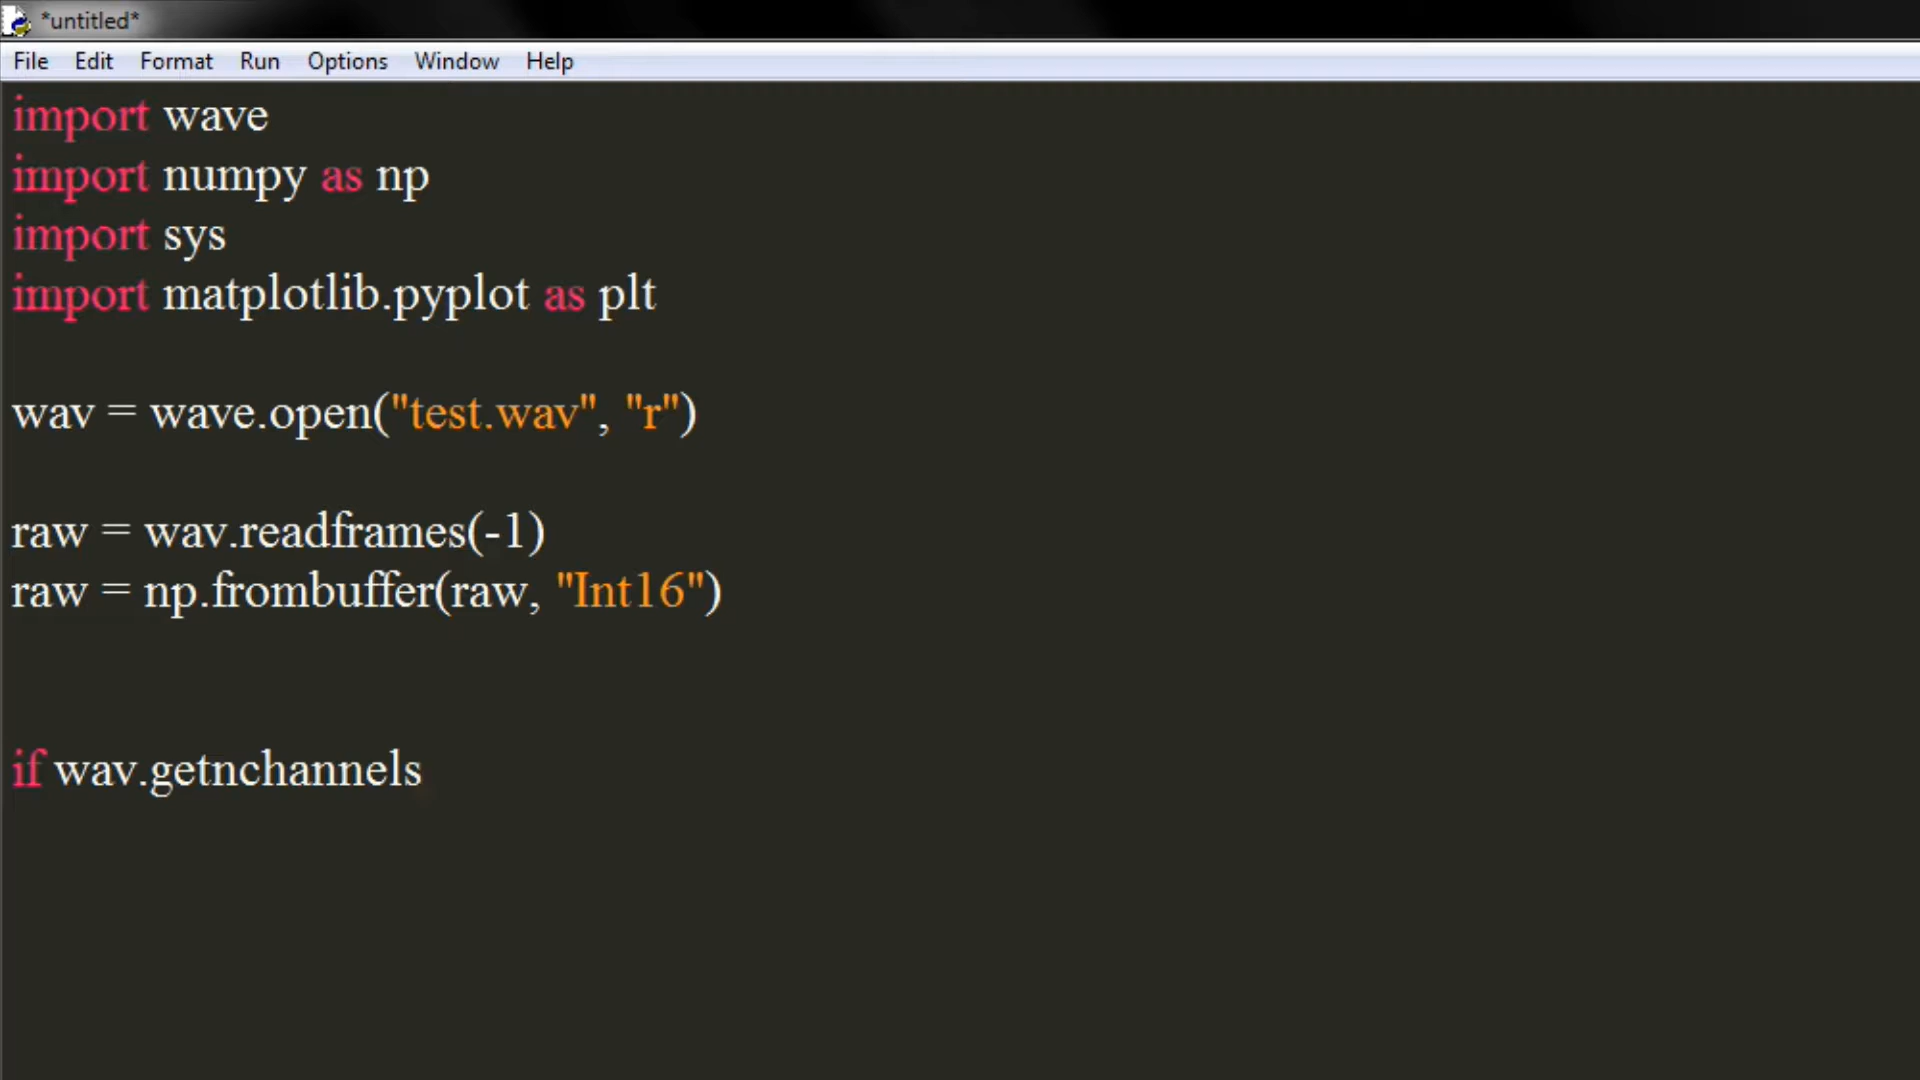 *untitled*
File Edit Format Run Options Window Help
import wave
import numpy as np
import sys
import matplotlib.pyplot as plt
wav = wave.open("test.wav", "r")
raw = wav.readframes(-1)
raw = np.frombuffer(raw, "Int16")
if wav.getnchannels